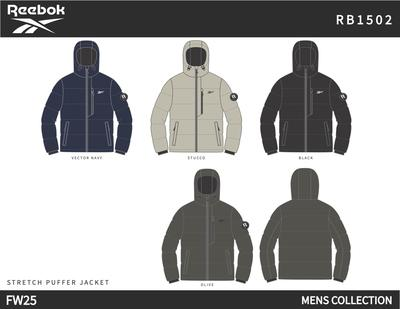 Reebok
RB1502
VECTOR NAVY
STUCCO
BLACK
OLIVE
STRETCH PUFFER JACKET
FW25
MENS COLLECTION